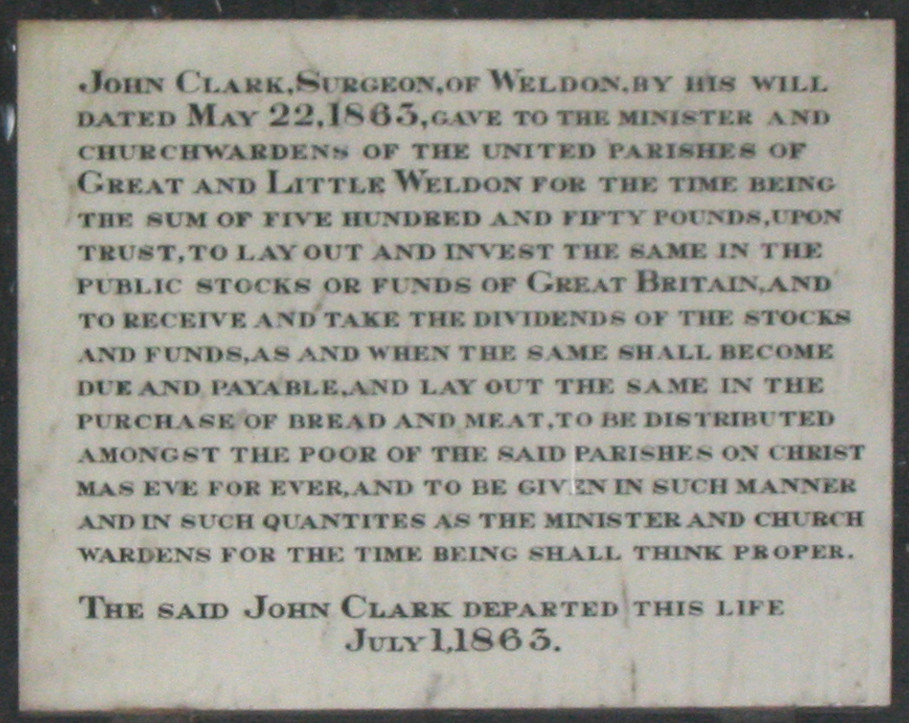 JOHN CLARK, SURGEON, OF WELDON, BY HIS WILL
DATED MAY 22, 1863, GAVE TO THE MINISTER AND
CHURCHWARDENS OF THE UNITED PARISHES OF
GREAT AND LITTLE WELDON FOR THE TIME BEING
THE SUM OF FIVE HUNDRED AND FIFTY POUNDS, UPON
TRUST, TO LAY OUT AND INVEST THE SAME IN THE
PUBLIC STOCKS OR FUNDS OF GREAT BRITAIN, AND
TO RECEIVE AND TAKE THE DIVIDENDS OF THE STOCKS
AND FUNDS, AS AND WHEN THE SAME SHALL BECOME
DUE AND PAYABLE, AND LAY OUT THE SAME IN THE
PURCHASE OF BREAD AND MEAT, TO BE DISTRIBUTED
AMONGST THE POOR OF THE SAID PARISHES ON CHRIST
MAS EVE FOR EVER, AND TO BE GIVEN IN SUCH MANNER
AND IN SUCH QUANTITES AS THE MINISTER AND CHURCH
WARDENS FOR THE TIME BEING SHALL THINK PROPER.
THE SAID JOHN CLARK DEPARTED THIS LIFE
JULY 1, 1863.